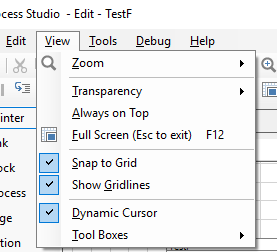 ocess Studio - Edit - TestF
Edit View Tools Debug Help
Zoom
Transparency
Always on Top
Full Screen (Esc to exit) F12
Snap to Grid
Show Gridlines
Dynamic Cursor
Tool Boxes
inter
nk
ock
ocess
ge
tion